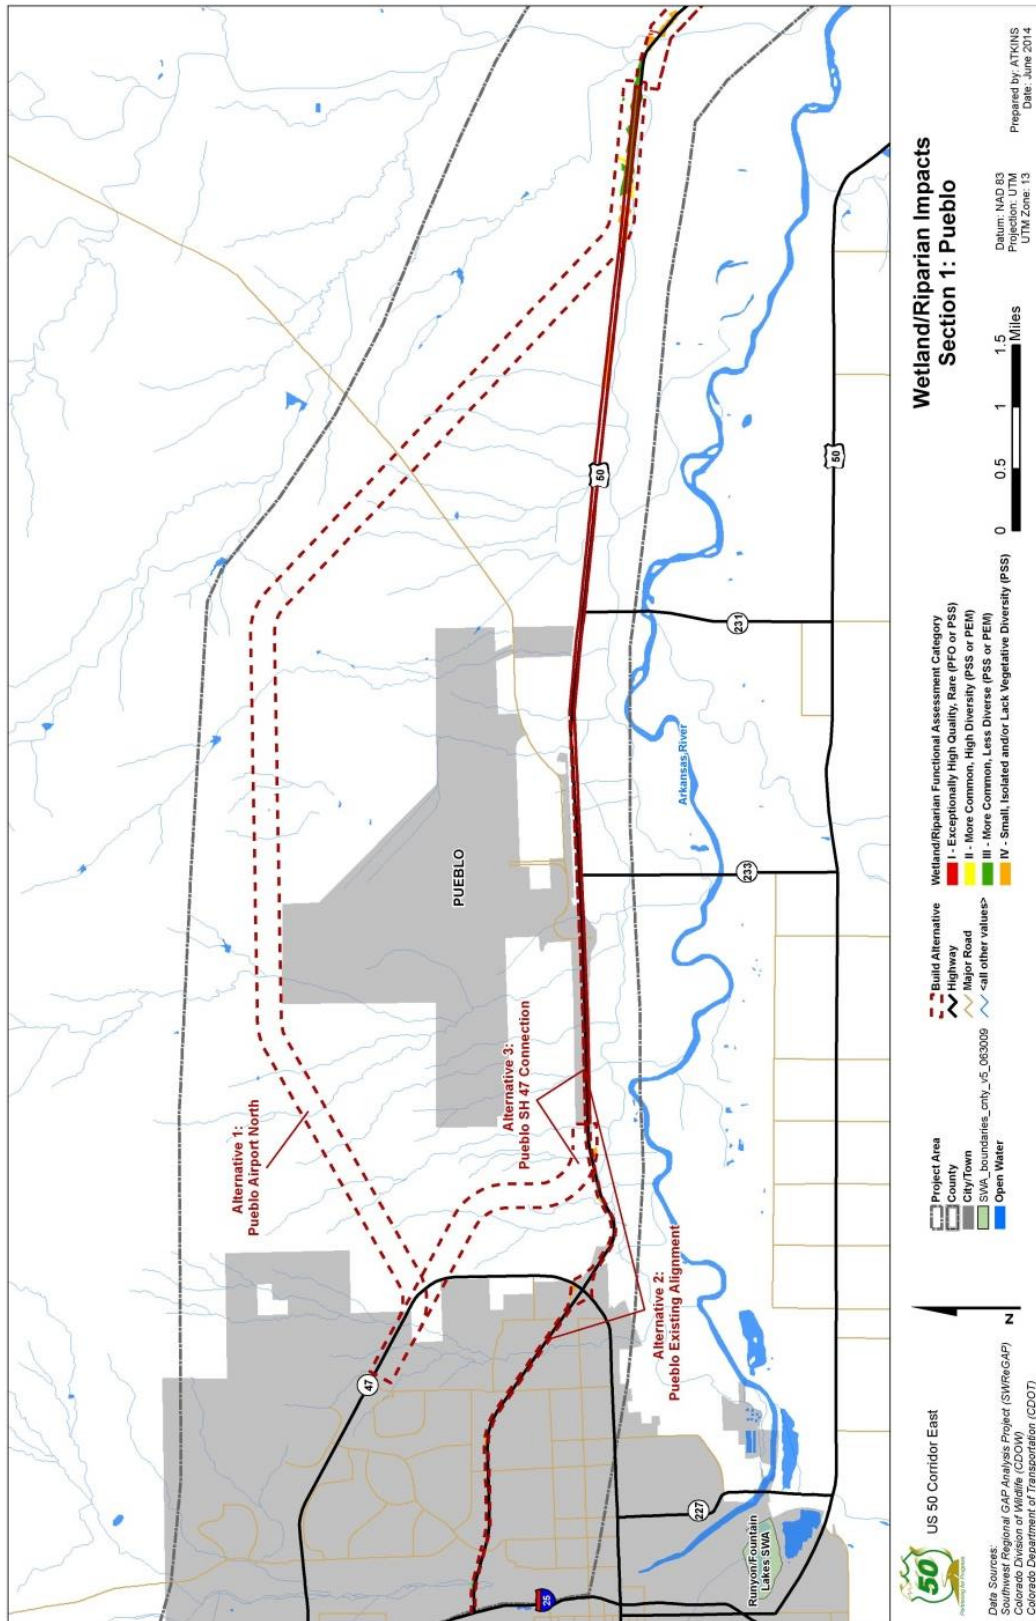 Alternative 1:
Pueblo Airport North
Alternative 3:
Pueblo SH 47 Connection
Alternative 2:
Pueblo Existing Alignment
PUEBLO
Arkansas River
Runyon/Fountain
Lakes SWA
47
25
227
233
231
50
50
50
US 50 Corridor East
Data Sources:
Southwest Regional GAP Analysis Project (SWReGAP)
Colorado Division of Wildlife (CDOW)
Colorado Department of Transportation (CDOT)
N
Project Area
County
City/Town
SWA_boundaries_cnty_v5_063009
Open Water
Build Alternative
Highway
Major Road
<all other values>
Wetland/Riparian Functional Assessment Category
I - Exceptionally High Quality, Rare (PFO or PSS)
II - More Common, High Diversity (PSS or PEM)
III - More Common, Less Diverse (PSS or PEM)
IV - Small, Isolated and/or Lack Vegetative Diversity (PSS)
0 0.5 1 1.5
Miles
Wetland/Riparian Impacts
Section 1: Pueblo
Datum: NAD 83
Projection: UTM
UTM Zone: 13
Prepared by: ATKINS
Date: June 2014